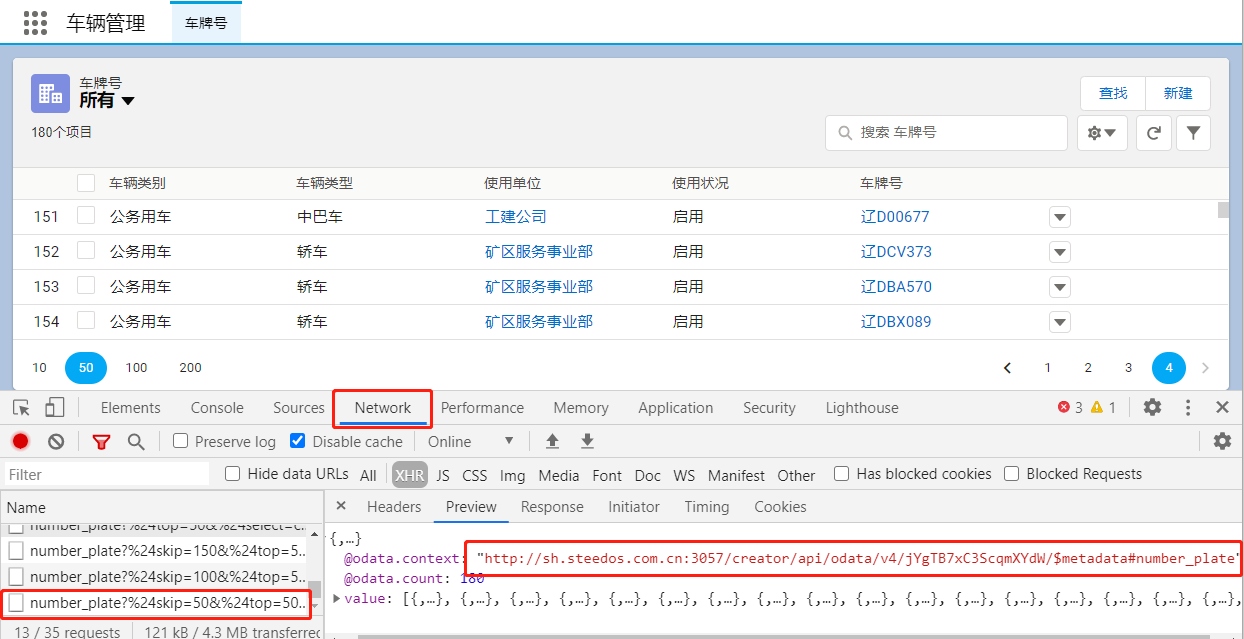 车辆管理 车牌号
车牌号
所有
180个项目
查找 新建
搜索 车牌号
车辆类别 车辆类型 使用单位 使用状况 车牌号
151 公务用车 中巴车 工建公司 启用 辽D00677
152 公务用车 轿车 矿区服务事业部 启用 辽DCV373
153 公务用车 轿车 矿区服务事业部 启用 辽DBA570
154 公务用车 轿车 矿区服务事业部 启用 辽DBX089
10 50 100 200 1 2 3 4
Elements Console Sources Network Performance Memory Application Security Lighthouse 3 1
Preserve log Disable cache Online
Filter Hide data URLs All XHR JS CSS Img Media Font Doc WS Manifest Other Has blocked cookies Blocked Requests
Name Headers Preview Response Initiator Timing Cookies
number_plate?%24top=50&%24select=c...
{,…}
number_plate?%24skip=150&%24top=5...
@odata.context: "http://sh.steedos.com.cn:3057/creator/api/odata/v4/jYgTB7xC3ScqmXYdW/$metadata#number_plate"
number_plate?%24skip=100&%24top=5...
@odata.count: 180
number_plate?%24skip=50&%24top=50...
value: [{,…}, {,…}, {,…}, {,…}, {,…}, {,…}, {,…}, {,…}, {,…}, {,…}, {,…}, {,…}, {,…}, {,…}, {,…}, {,…}, {,…},
13 / 35 requests 121 kB / 4.3 MB transferred